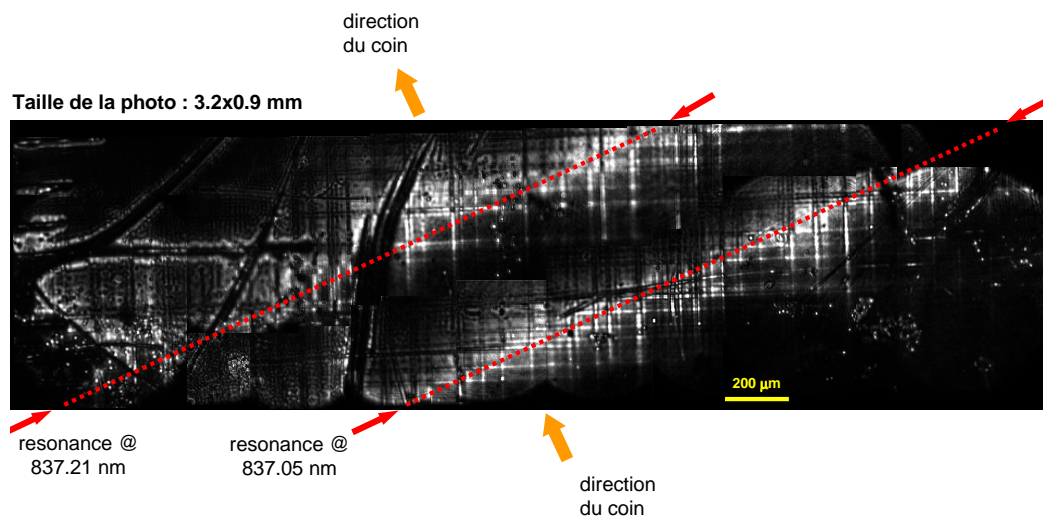 direction
du coin
Taille de la photo : 3.2x0.9 mm
200 µm
resonance @
837.21 nm
resonance @
837.05 nm
direction
du coin